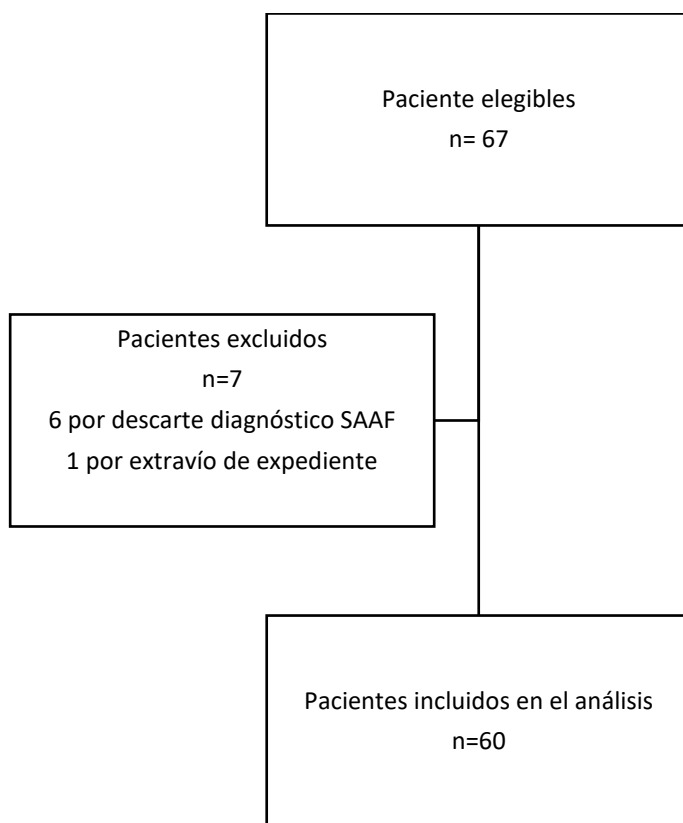 Paciente elegibles
n= 67
Pacientes excluidos
n=7
6 por descarte diagnóstico SAAF
1 por extravío de expediente
Pacientes incluidos en el análisis
n=60